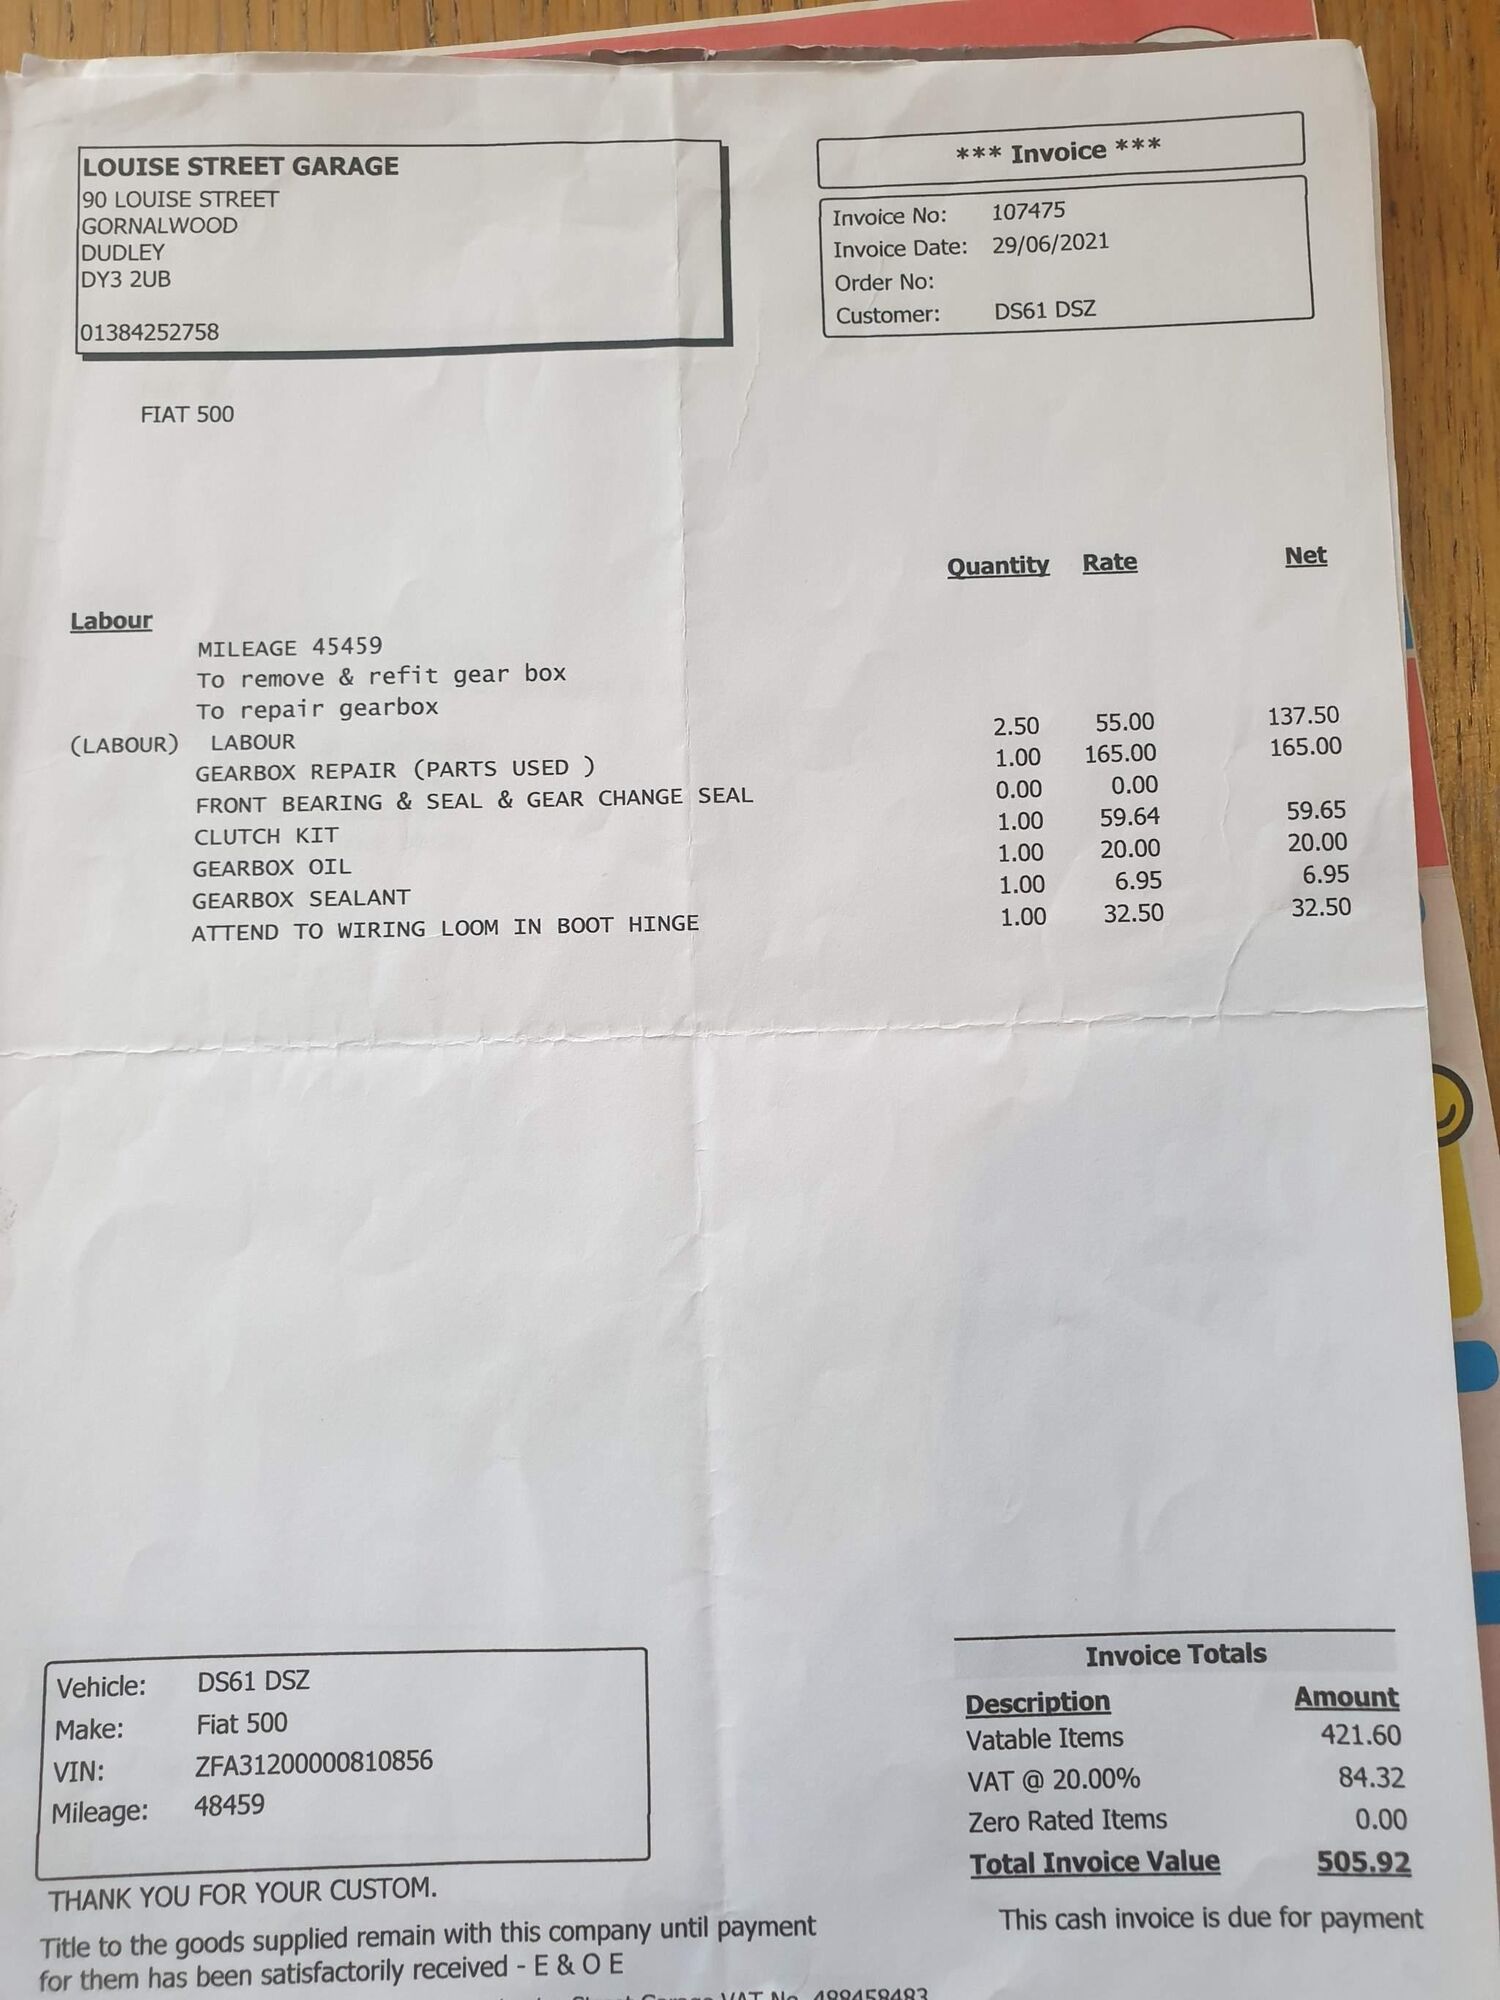 LOUISE STREET GARAGE
90 LOUISE STREET
GORNALWOOD
DUDLEY
DY3 2UB
01384252758
*** Invoice ***
Invoice No: 107475
Invoice Date: 29/06/2021
Order No:
Customer: DS61 DSZ
FIAT 500
Quantity Rate Net
Labour
MILEAGE 45459
To remove & refit gear box
To repair gearbox
(LABOUR) LABOUR 2.50 55.00 137.50
GEARBOX REPAIR (PARTS USED ) 1.00 165.00 165.00
FRONT BEARING & SEAL & GEAR CHANGE SEAL 0.00 0.00
CLUTCH KIT 1.00 59.64 59.65
GEARBOX OIL 1.00 20.00 20.00
GEARBOX SEALANT 1.00 6.95 6.95
ATTEND TO WIRING LOOM IN BOOT HINGE 1.00 32.50 32.50
Vehicle: DS61 DSZ
Make: Fiat 500
VIN: ZFA31200000810856
Mileage: 48459
Invoice Totals
Description Amount
Vatable Items 421.60
VAT @ 20.00% 84.32
Zero Rated Items 0.00
Total Invoice Value 505.92
THANK YOU FOR YOUR CUSTOM.
This cash invoice is due for payment
Title to the goods supplied remain with this company until payment
for them has been satisfactorily received - E & O E
Street Garage VAT No. 488458483